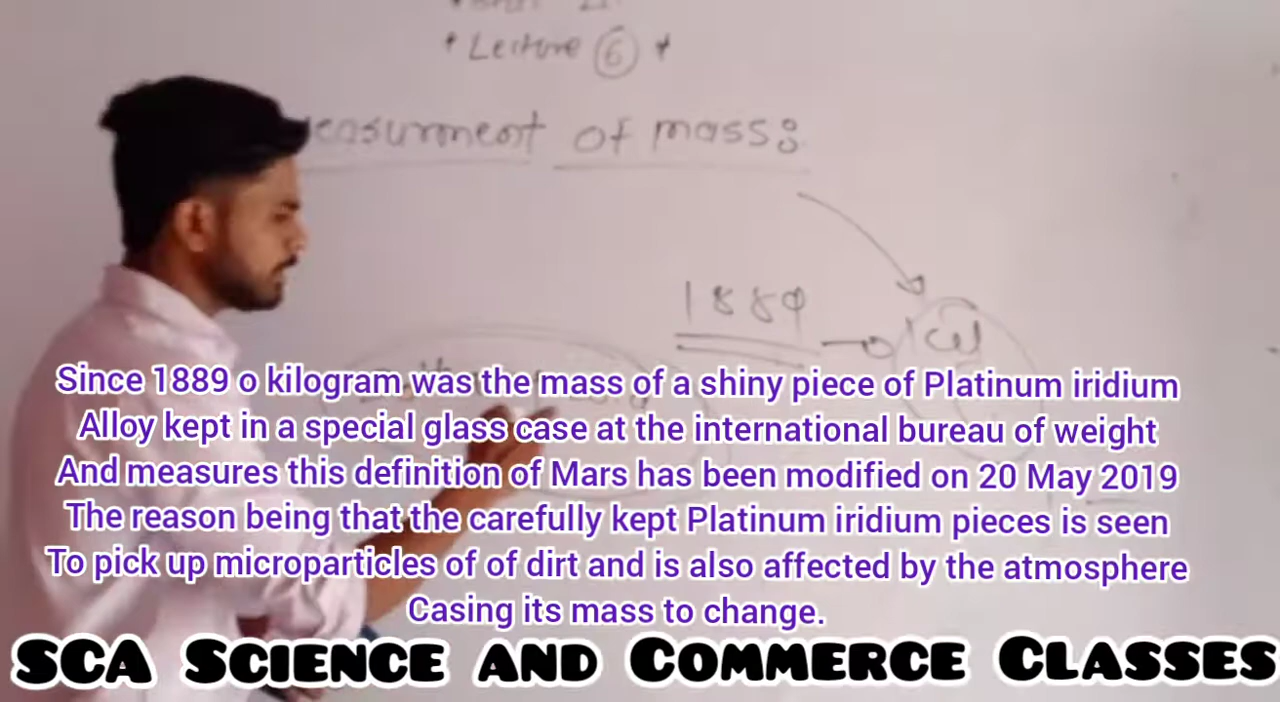 * Lecture 6 *
easurment of mass:
1889
Since 1889 o kilogram was the mass of a shiny piece of Platinum iridium
Alloy kept in a special glass case at the international bureau of weight
And measures this definition of Mars has been modified on 20 May 2019
The reason being that the carefully kept Platinum iridium pieces is seen
To pick up microparticles of of dirt and is also affected by the atmosphere
Casing its mass to change.
SCA SCIENCE AND COMMERCE CLASSES